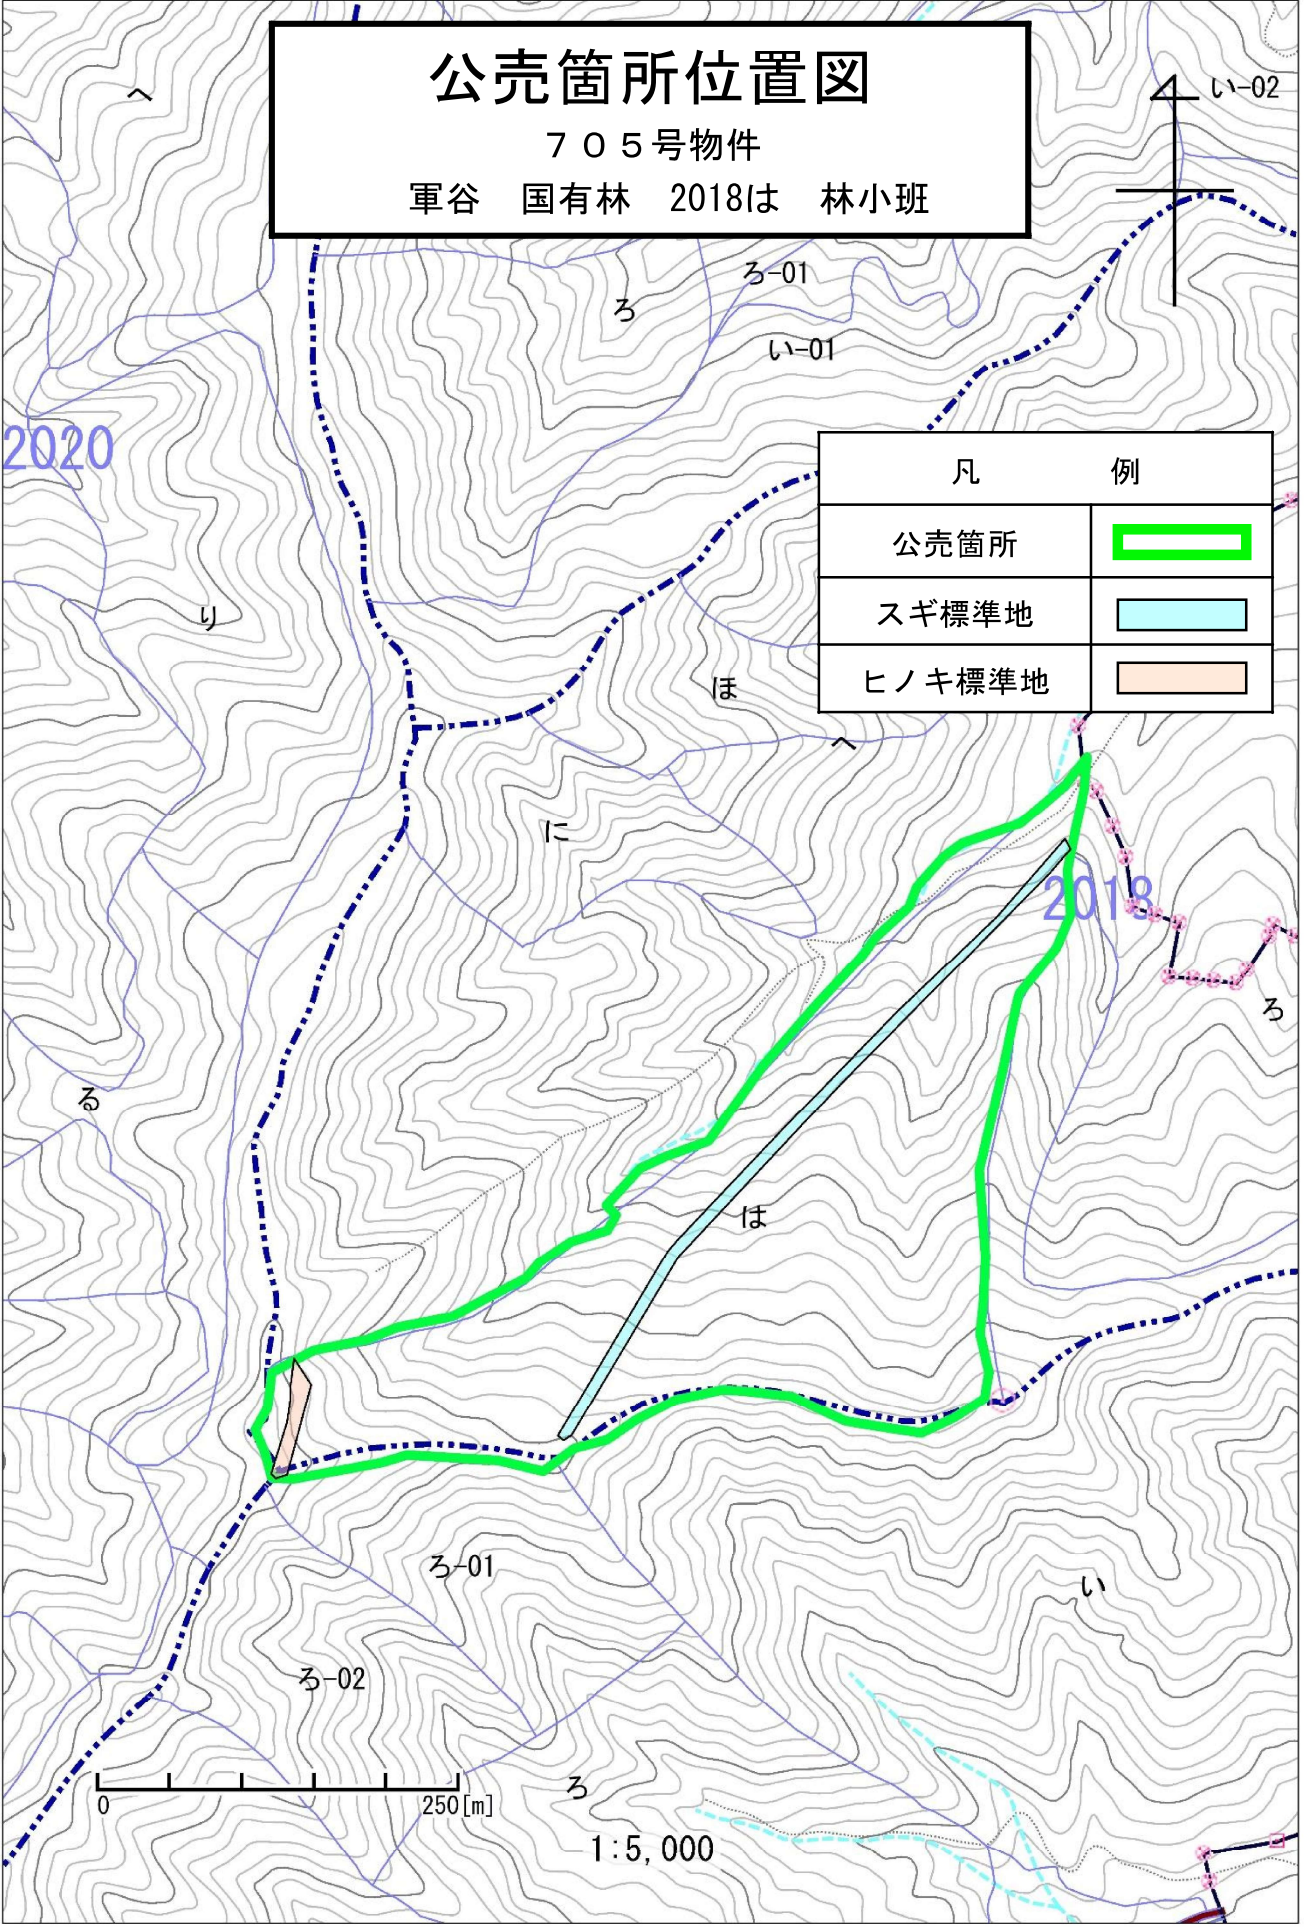 公売箇所位置図
７０５号物件
軍谷　国有林　2018は　林小班
へ
い-02
ろ-01
ろ
い-01
2020
凡　例
公売箇所
スギ標準地
ヒノキ標準地
り
ほ
へ
に
2018
ろ
る
は
ろ-01
い
ろ-02
ろ
0 250[m]
1:5,000